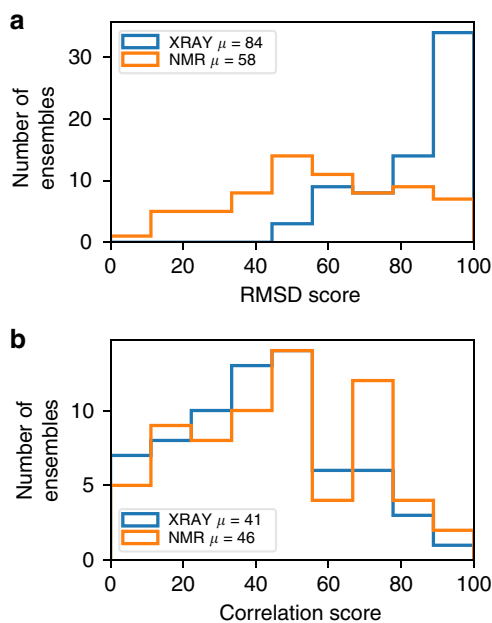 a
XRAY μ = 84
NMR μ = 58
Number of
ensembles
30
20
10
0
0 20 40 60 80 100
RMSD score
b
Number of
ensembles
10
5
0
XRAY μ = 41
NMR μ = 46
0 20 40 60 80 100
Correlation score